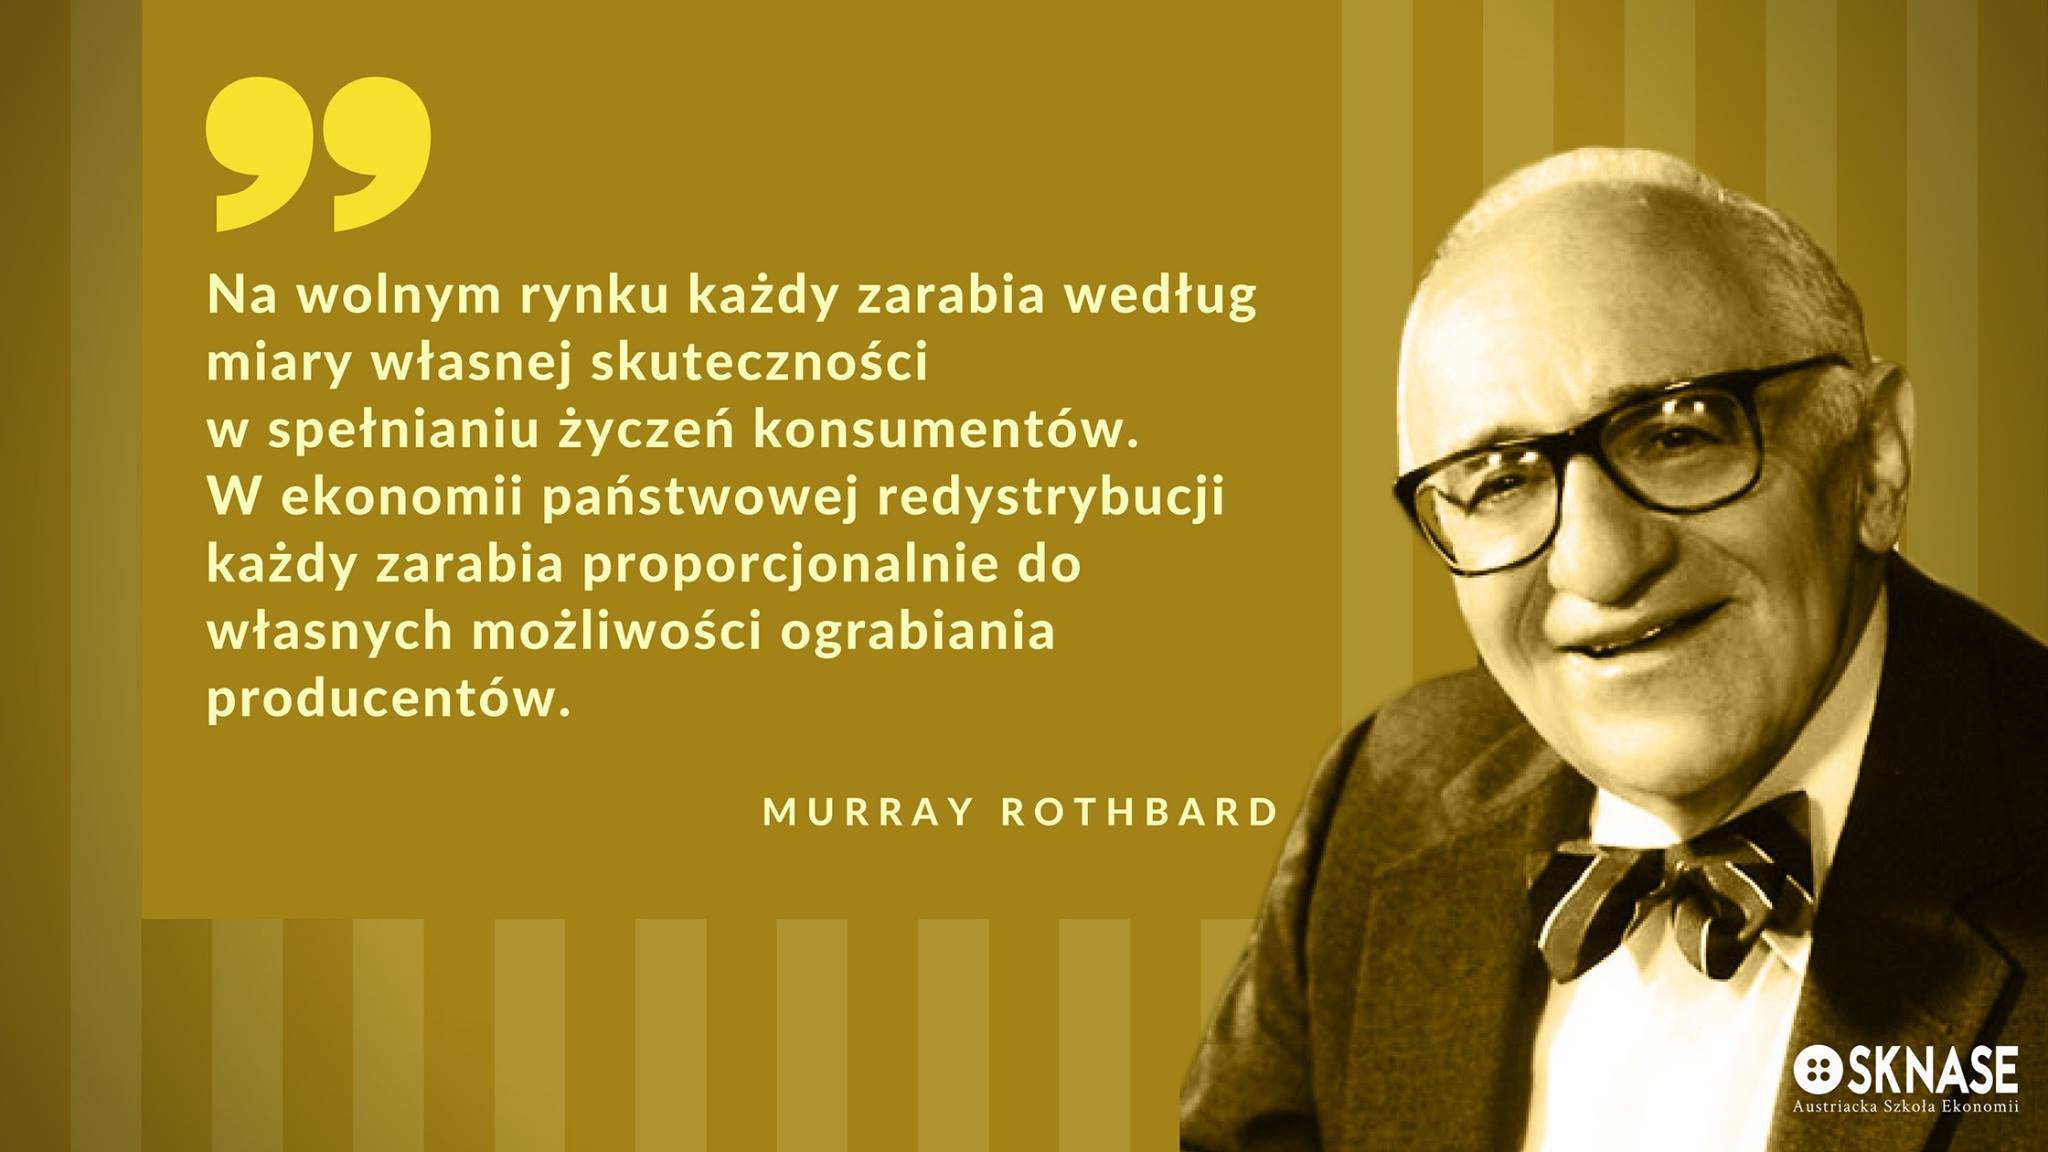 ”
Na wolnym rynku każdy zarabia według
miary własnej skuteczności
w spełnianiu życzeń konsumentów.
W ekonomii państwowej redystrybucji
każdy zarabia proporcjonalnie do
własnych możliwości ograbiania
producentów.
MURRAY ROTHBARD
SKNASE
Austriacka Szkoła Ekonomii